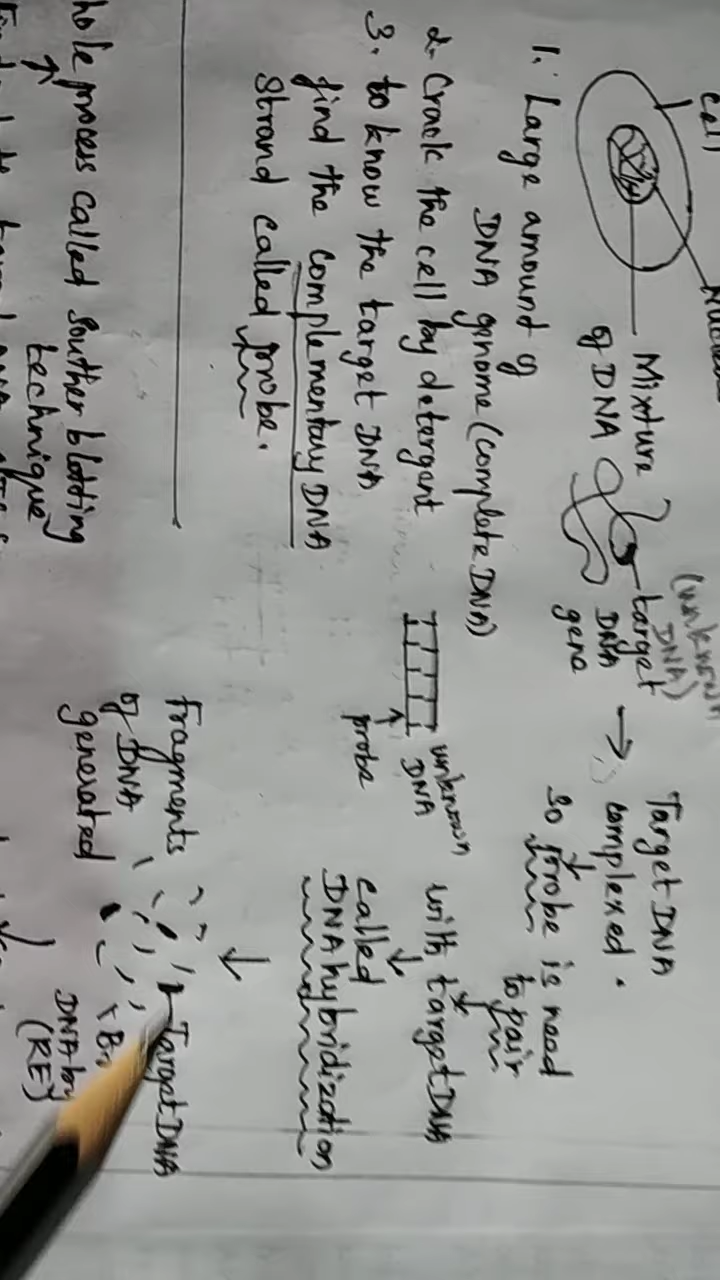 Cell
Mixture
of DNA
(unknown
DNA)
target
DNA
gene
Target DNA
complexed.
so probe is need
to pair
with target DNA
called
DNA hybridization
1. Large amount of
DNA genome (complete DNA)
2. Crack the cell by detergent
3. to know the target DNA
find the complementary DNA
strand called probe.
unknown
DNA
probe
Fragments
of DNA
generated
Target DNA
DNA by
(RE)
hole process called souther blotting
technique